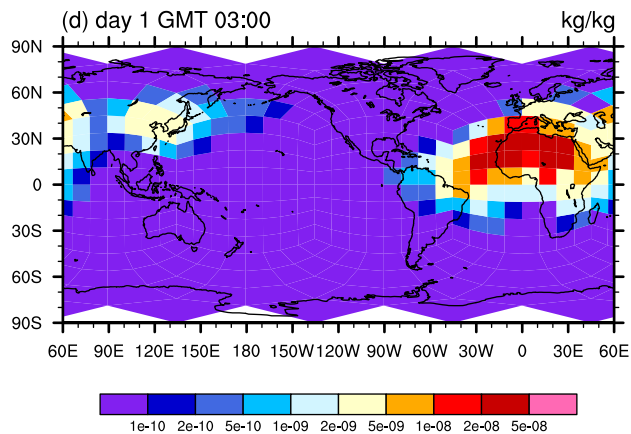 (d) day 1 GMT 03:00 kg/kg
90N
60N
30N
0
30S
60S
90S
60E 90E 120E 150E 180 150W 120W 90W 60W 30W 0 30E 60E
1e-10 2e-10 5e-10 1e-09 2e-09 5e-09 1e-08 2e-08 5e-08